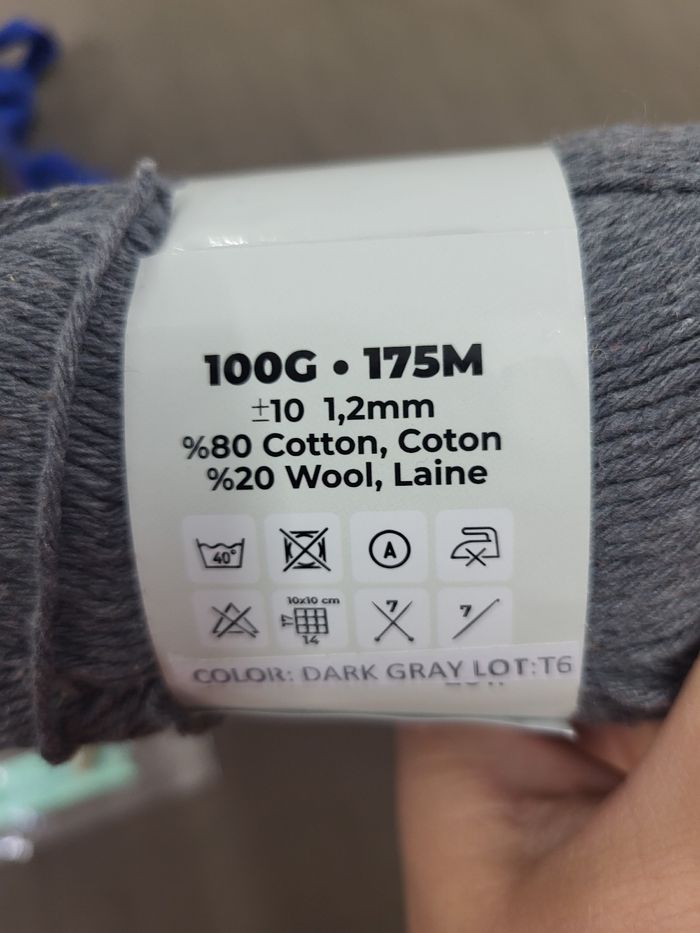 100G • 175M
±10 1,2mm
%80 Cotton, Coton
%20 Wool, Laine
40°
A
10x10 cm
17
14
7
7
COLOR: DARK GRAY LOT:T6